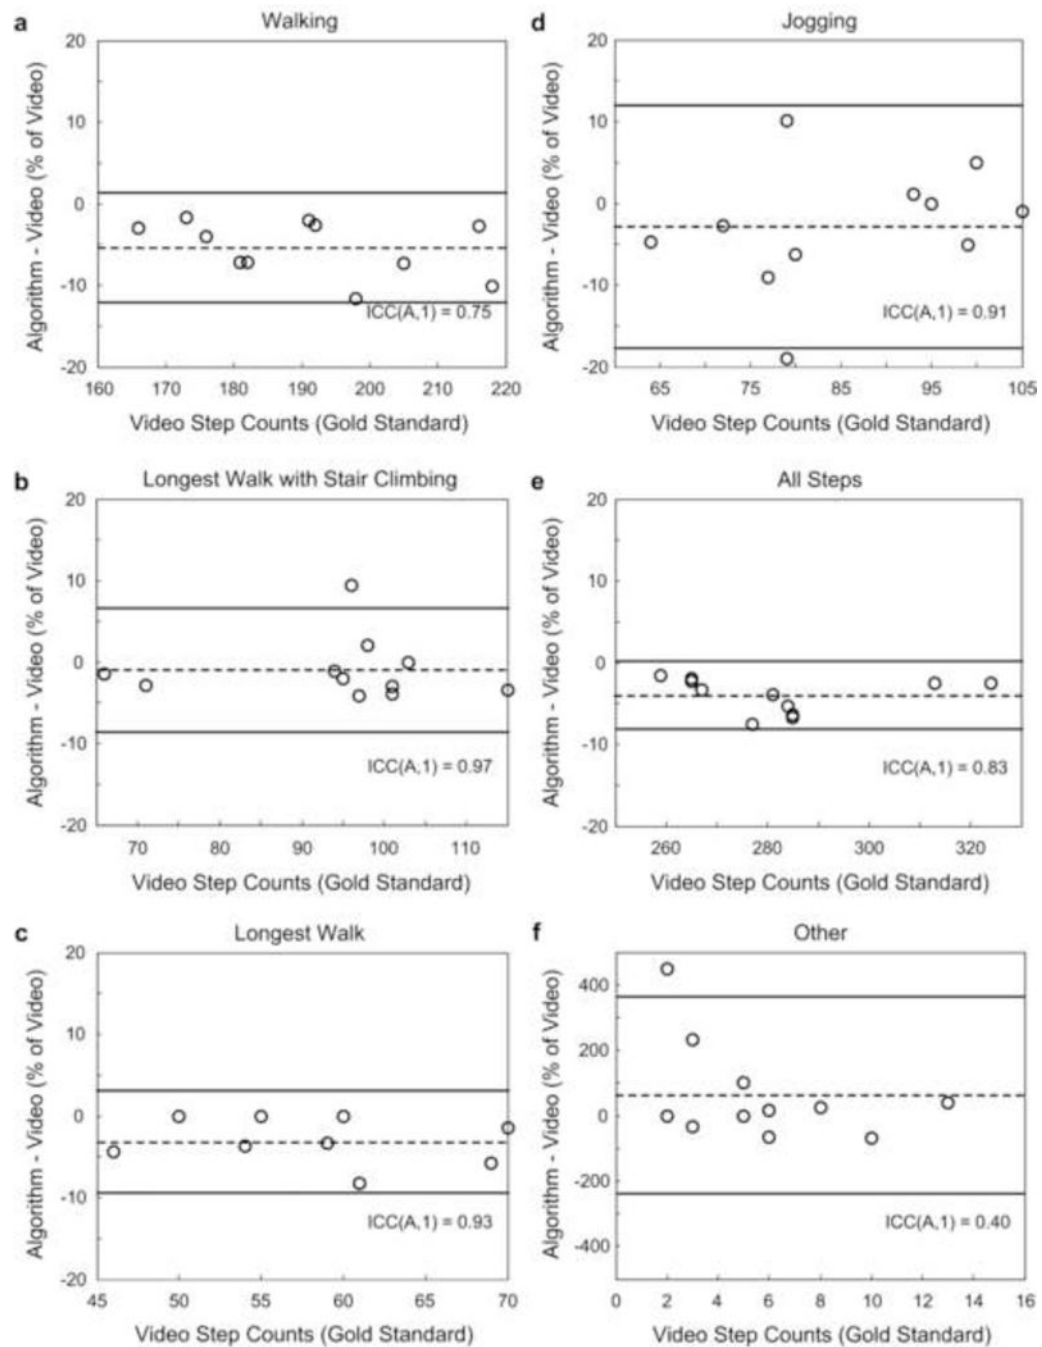 a Walking
20
10
0
-10
-20
Algorithm - Video (% of Video)
ICC(A,1) = 0.75
160 170 180 190 200 210 220
Video Step Counts (Gold Standard)
d Jogging
20
10
0
-10
-20
Algorithm - Video (% of Video)
ICC(A,1) = 0.91
65 75 85 95 105
Video Step Counts (Gold Standard)
b Longest Walk with Stair Climbing
20
10
0
-10
-20
Algorithm - Video (% of Video)
ICC(A,1) = 0.97
70 80 90 100 110
Video Step Counts (Gold Standard)
e All Steps
20
10
0
-10
-20
Algorithm - Video (% of Video)
ICC(A,1) = 0.83
260 280 300 320
Video Step Counts (Gold Standard)
c Longest Walk
20
10
0
-10
-20
Algorithm - Video (% of Video)
ICC(A,1) = 0.93
45 50 55 60 65 70
Video Step Counts (Gold Standard)
f Other
400
200
0
-200
-400
Algorithm - Video (% of Video)
ICC(A,1) = 0.40
0 2 4 6 8 10 12 14 16
Video Step Counts (Gold Standard)